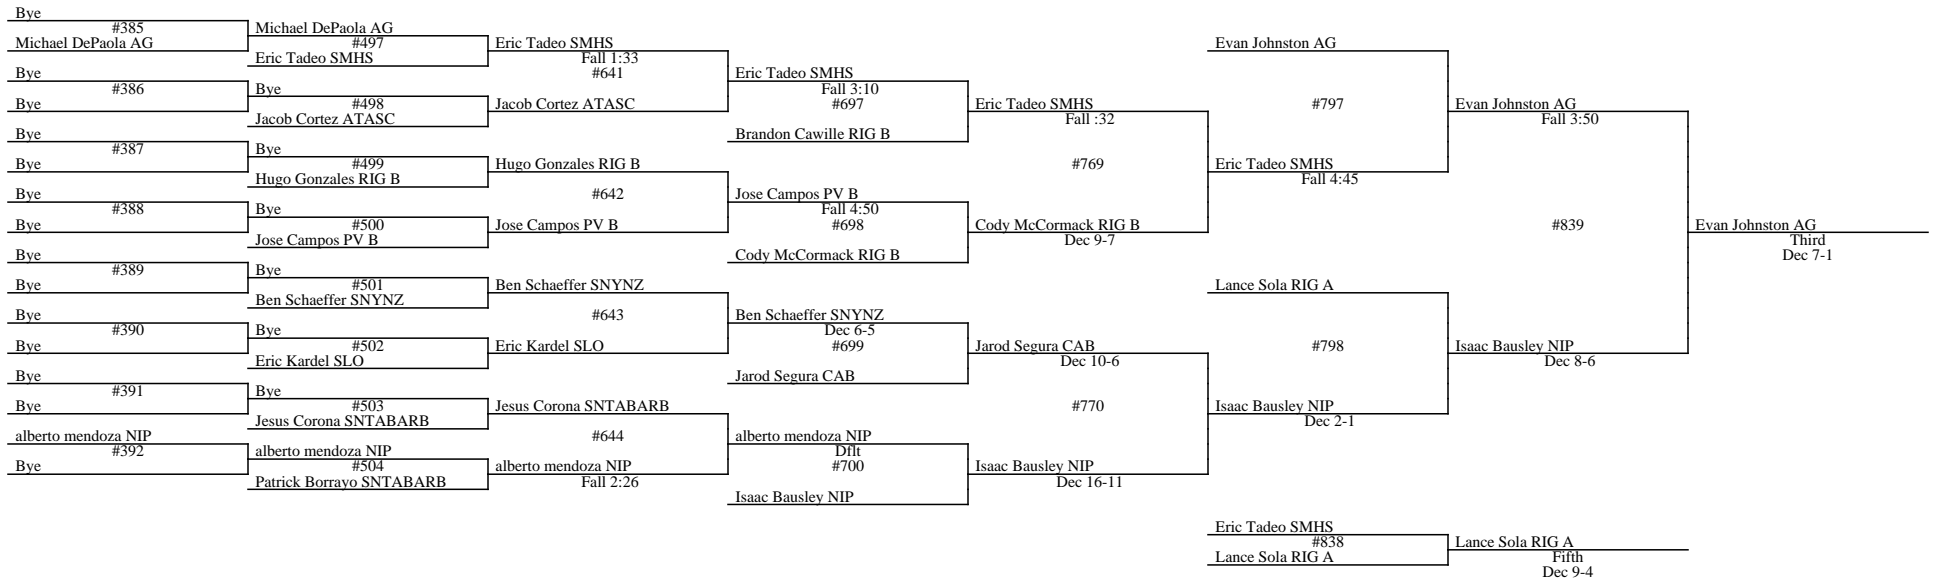 Bye
#385
Michael DePaola AG
Bye
#386
Bye
Bye
#387
Bye
Bye
#388
Bye
Bye
#389
Bye
Bye
#390
Bye
Bye
#391
Bye
alberto mendoza NIP
#392
Bye
Michael DePaola AG
#497
Eric Tadeo SMHS
Bye
#498
Jacob Cortez ATASC
Bye
#499
Hugo Gonzales RIG B
Bye
#500
Jose Campos PV B
Bye
#501
Ben Schaeffer SNYNZ
Bye
#502
Eric Kardel SLO
Bye
#503
Jesus Corona SNTABARB
alberto mendoza NIP
#504
Patrick Borrayo SNTABARB
Eric Tadeo SMHS
Fall 1:33
#641
Jacob Cortez ATASC
Hugo Gonzales RIG B
#642
Jose Campos PV B
Ben Schaeffer SNYNZ
#643
Eric Kardel SLO
Jesus Corona SNTABARB
#644
alberto mendoza NIP
Fall 2:26
Eric Tadeo SMHS
Fall 3:10
#697
Brandon Cawille RIG B
Jose Campos PV B
Fall 4:50
#698
Cody McCormack RIG B
Ben Schaeffer SNYNZ
Dec 6-5
#699
Jarod Segura CAB
alberto mendoza NIP
Dflt
#700
Isaac Bausley NIP
Eric Tadeo SMHS
Fall :32
#769
Cody McCormack RIG B
Dec 9-7
Jarod Segura CAB
Dec 10-6
#770
Isaac Bausley NIP
Dec 16-11
Evan Johnston AG
#797
Eric Tadeo SMHS
Fall 4:45
Lance Sola RIG A
#798
Isaac Bausley NIP
Dec 2-1
Evan Johnston AG
Fall 3:50
#839
Isaac Bausley NIP
Dec 8-6
Evan Johnston AG
Third
Dec 7-1
Eric Tadeo SMHS
#838
Lance Sola RIG A
Lance Sola RIG A
Fifth
Dec 9-4